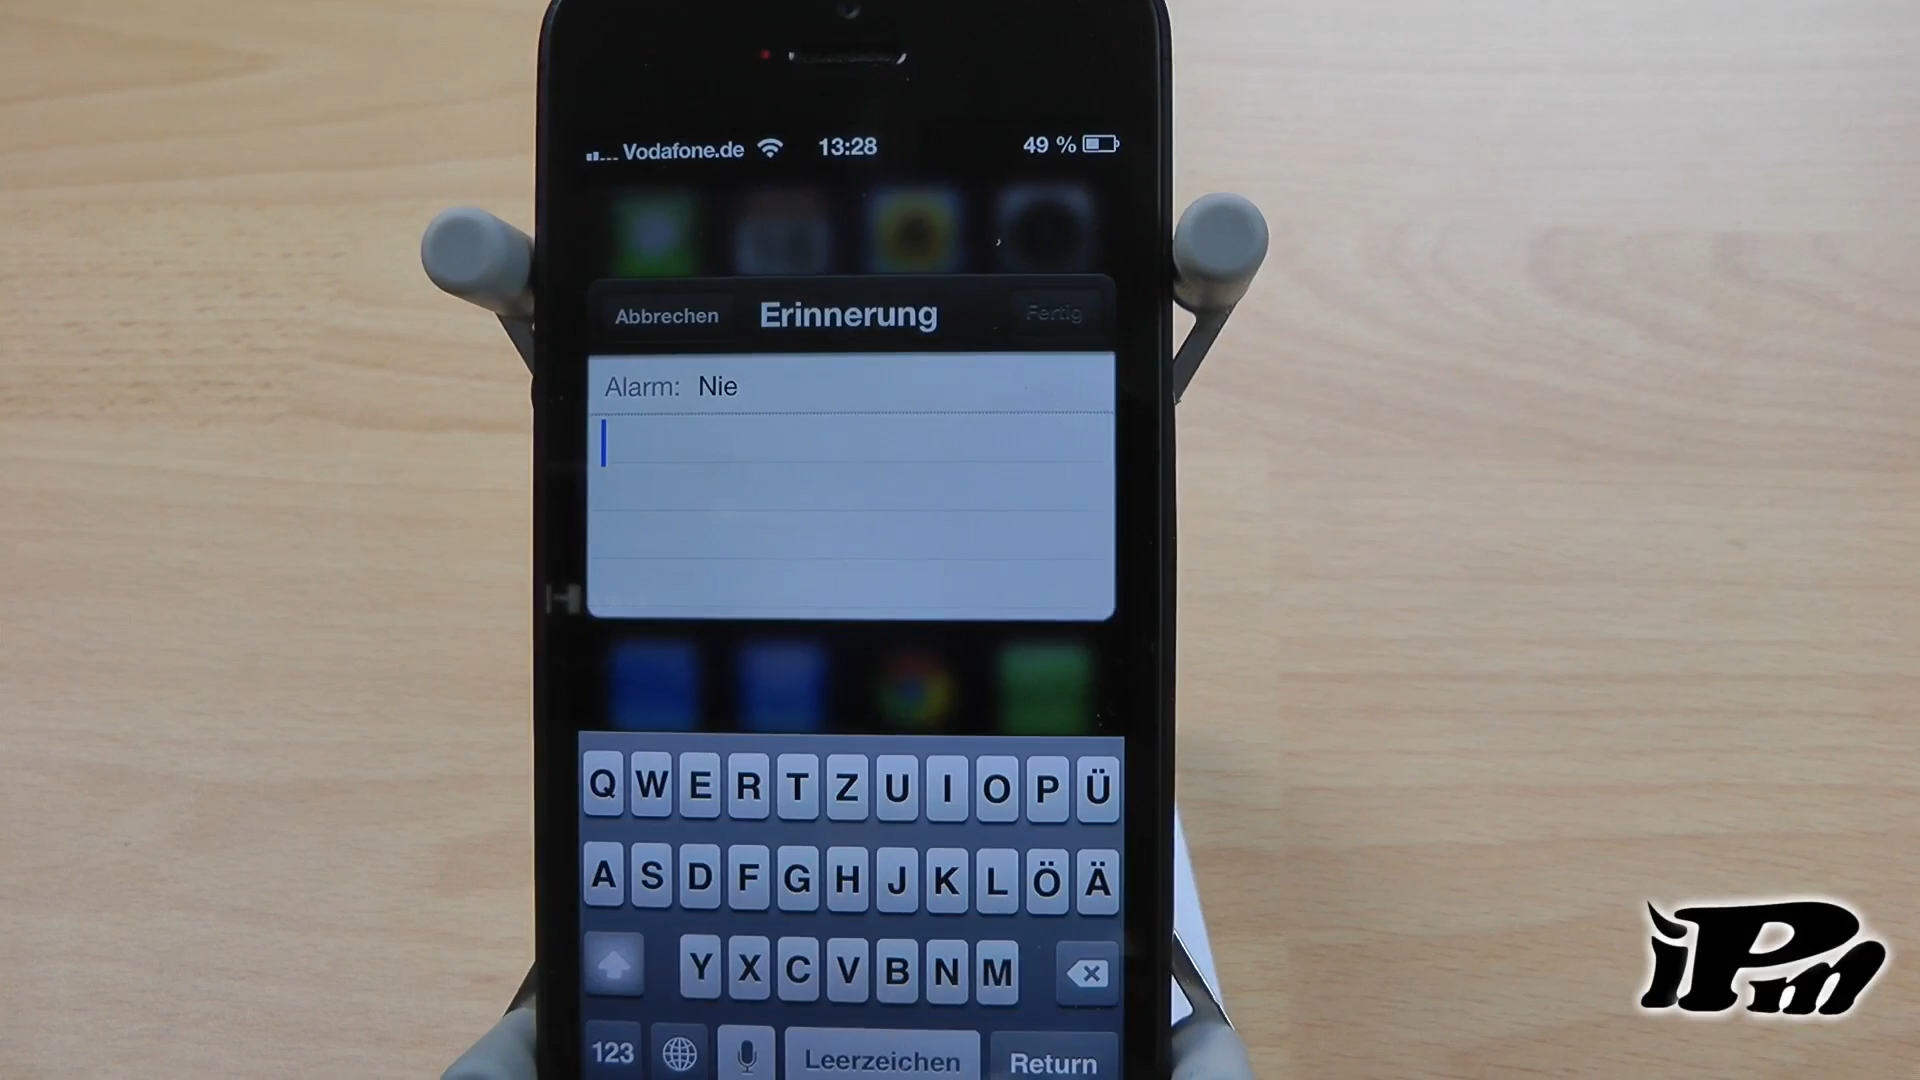 Vodafone.de 13:28 49 %
Abbrechen Erinnerung Fertig
Alarm: Nie
Q W E R T Z U I O P Ü
A S D F G H J K L Ö Ä
Y X C V B N M
123 Leerzeichen Return
iPm